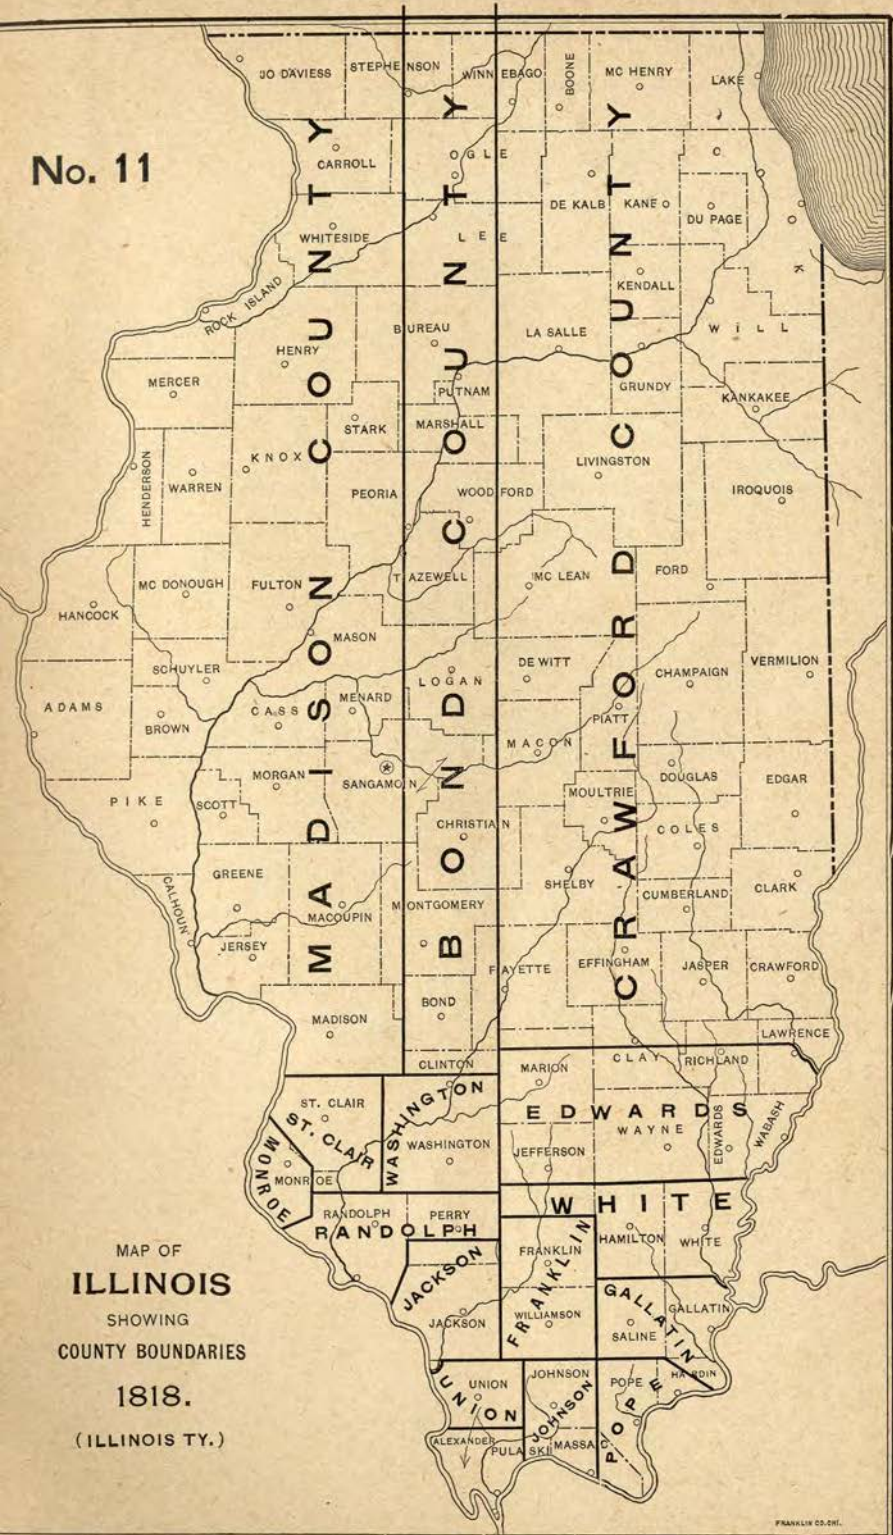 No. 11
JO DAVIESS
STEPHENSON
WINNEBAGO
BOONE
MC HENRY
LAKE
CARROLL
OGLE
DE KALB
KANE
DU PAGE
COOK
WHITESIDE
LEE
ROCK ISLAND
KENDALL
HENRY
BUREAU
LA SALLE
WILL
MERCER
PUTNAM
GRUNDY
KANKAKEE
STARK
MARSHALL
HENDERSON
WARREN
KNOX
PEORIA
WOODFORD
LIVINGSTON
IROQUOIS
HANCOCK
MC DONOUGH
FULTON
TAZEWELL
MC LEAN
FORD
MASON
SCHUYLER
LOGAN
DE WITT
CHAMPAIGN
VERMILION
ADAMS
BROWN
CASS
MENARD
PIATT
MACON
PIKE
SCOTT
MORGAN
SANGAMON
MOULTRIE
DOUGLAS
EDGAR
CHRISTIAN
COLES
GREENE
SHELBY
CUMBERLAND
CLARK
CALHOUN
JERSEY
MACOUPIN
MONTGOMERY
FAYETTE
EFFINGHAM
JASPER
CRAWFORD
MADISON
BOND
CLINTON
MARION
CLAY
RICHLAND
LAWRENCE
MADISON COUNTY
BOND COUNTY
CRAWFORD COUNTY
ST. CLAIR
ST. CLAIR
WASHINGTON
WASHINGTON
EDWARDS
WAYNE
EDWARDS
WABASH
JEFFERSON
MONROE
MONROE
WHITE
RANDOLPH
PERRY
RANDOLPH
HAMILTON
WHITE
FRANKLIN
FRANKLIN
JACKSON
JACKSON
WILLIAMSON
GALLATIN
GALLATIN
SALINE
UNION
UNION
JOHNSON
JOHNSON
POPE
POPE
HARDIN
ALEXANDER
PULASKI
MASSAC
MAP OF
ILLINOIS
SHOWING
COUNTY BOUNDARIES
1818.
(ILLINOIS TY.)
FRANKLIN CO. CHI.